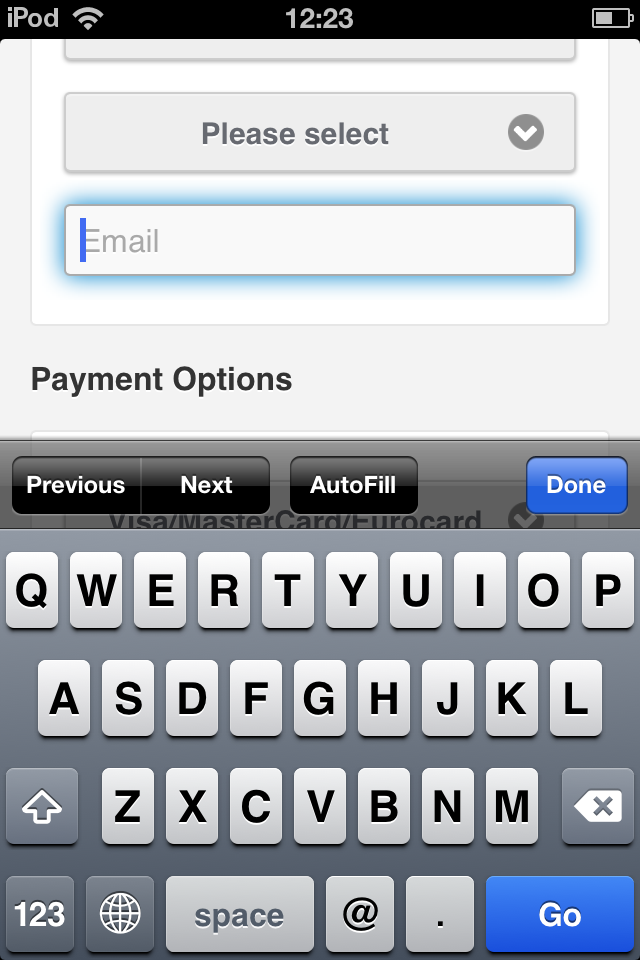 iPod 12:23
Please select
Email
Payment Options
Previous Next AutoFill Done
Visa/MasterCard/Eurocard
Q W E R T Y U I O P
A S D F G H J K L
Z X C V B N M
123 space @ . Go